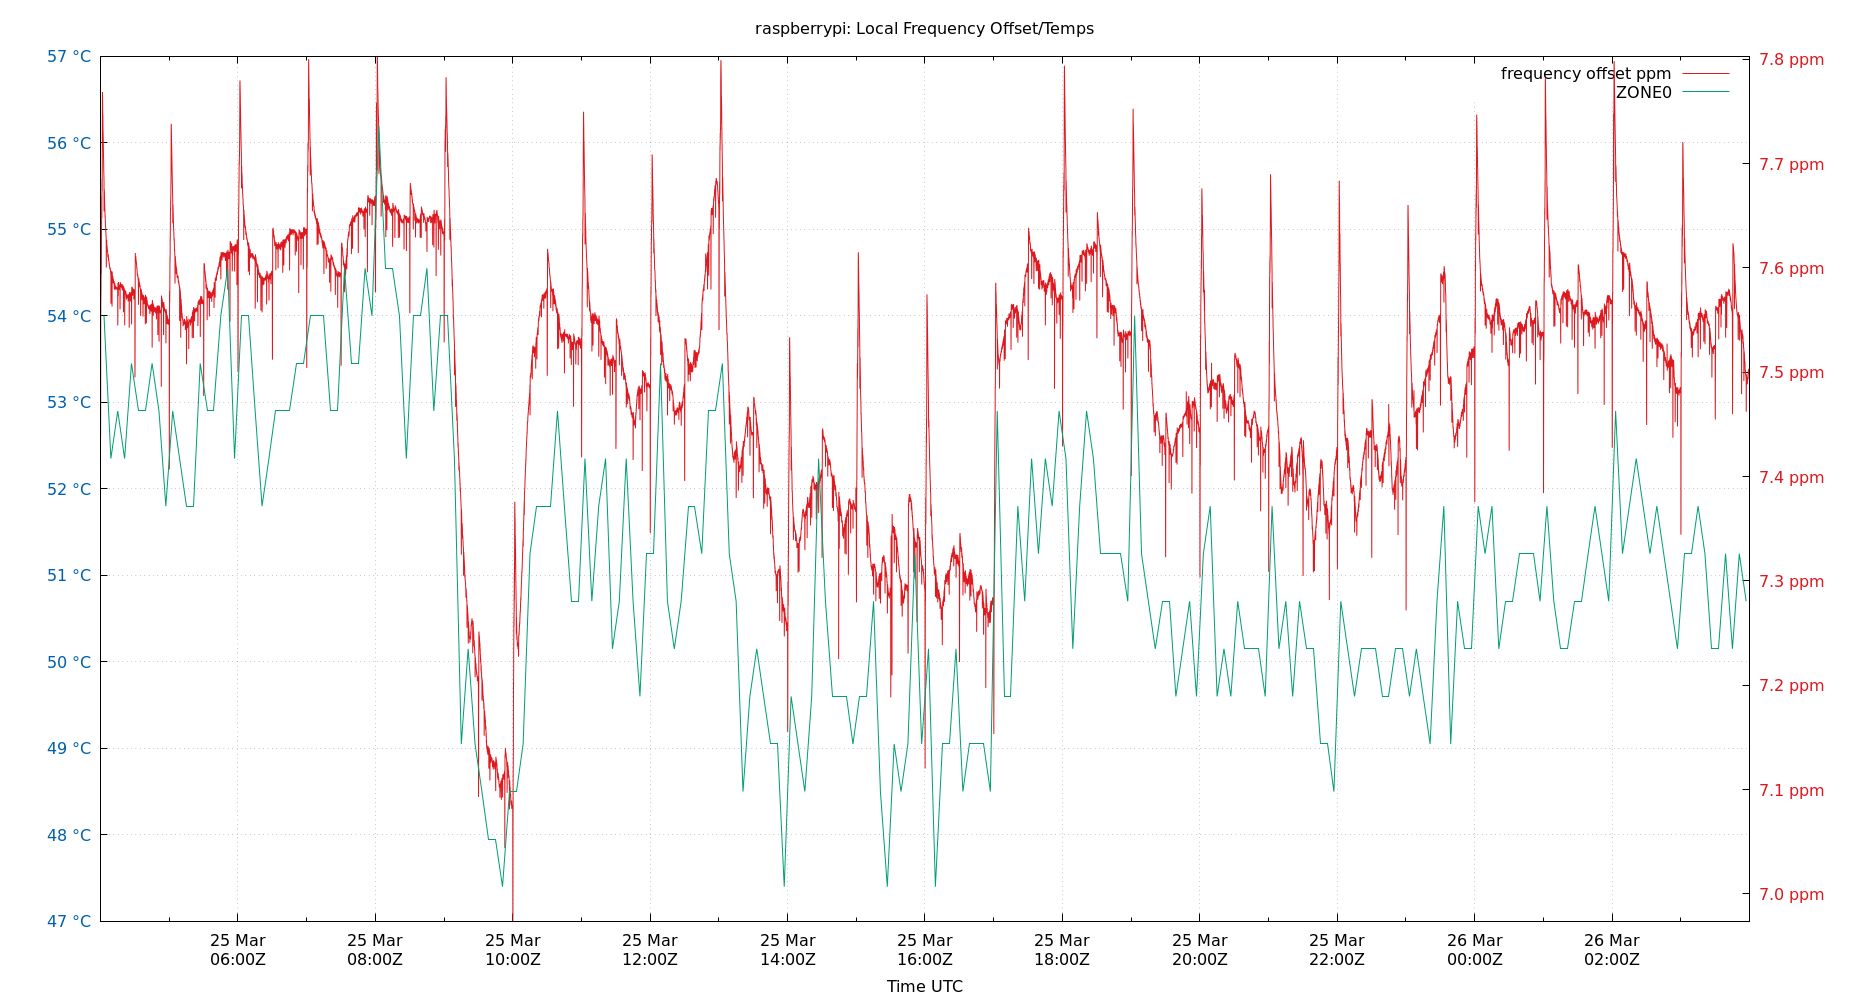 raspberrypi: Local Frequency Offset/Temps
57 °C
56 °C
55 °C
54 °C
53 °C
52 °C
51 °C
50 °C
49 °C
48 °C
47 °C
frequency offset ppm
ZONE0
7.8 ppm
7.7 ppm
7.6 ppm
7.5 ppm
7.4 ppm
7.3 ppm
7.2 ppm
7.1 ppm
7.0 ppm
25 Mar
06:00Z
25 Mar
08:00Z
25 Mar
10:00Z
25 Mar
12:00Z
25 Mar
14:00Z
25 Mar
16:00Z
25 Mar
18:00Z
25 Mar
20:00Z
25 Mar
22:00Z
26 Mar
00:00Z
26 Mar
02:00Z
Time UTC